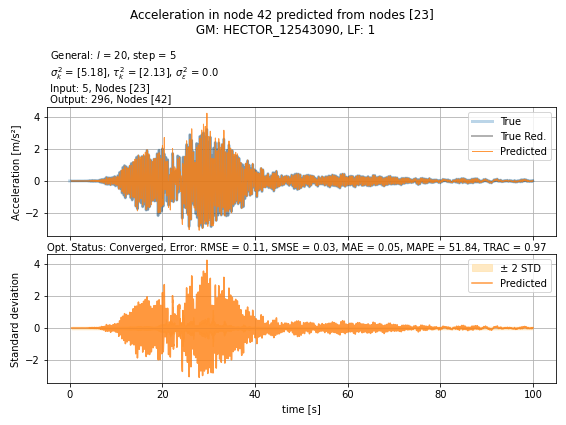 Acceleration in node 42 predicted from nodes [23]
GM: HECTOR_12543090, LF: 1
General: l = 20, step = 5
σ²ₖ = [5.18], τ²ₖ = [2.13], σ²ε = 0.0
Input: 5, Nodes [23]
Output: 296, Nodes [42]
Acceleration [m/s²]
4
2
0
−2
True
True Red.
Predicted
Opt. Status: Converged, Error: RMSE = 0.11, SMSE = 0.03, MAE = 0.05, MAPE = 51.84, TRAC = 0.97
Standard deviation
4
2
0
−2
± 2 STD
Predicted
0 20 40 60 80 100
time [s]